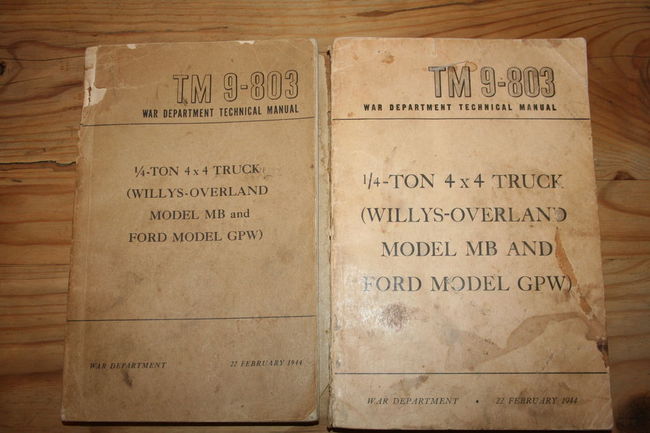 TM 9-803
WAR DEPARTMENT TECHNICAL MANUAL
1/4-TON 4 x 4 TRUCK
(WILLYS-OVERLAND
MODEL MB and
FORD MODEL GPW)
WAR DEPARTMENT 22 FEBRUARY 1944
TM 9-803
WAR DEPARTMENT TECHNICAL MANUAL
1/4-TON 4 x 4 TRUCK
(WILLYS-OVERLAND
MODEL MB AND
FORD MODEL GPW)
WAR DEPARTMENT • 22 FEBRUARY 1944